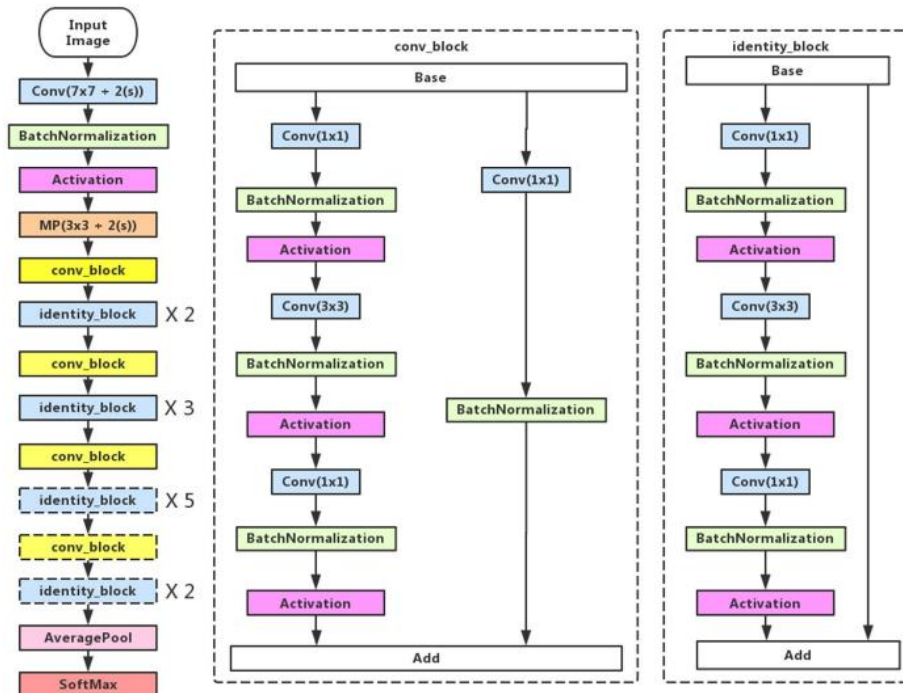 Input
Image
Conv(7x7 + 2(s))
BatchNormalization
Activation
MP(3x3 + 2(s))
conv_block
identity_block X 2
conv_block
identity_block X 3
conv_block
identity_block X 5
conv_block
identity_block X 2
AveragePool
SoftMax
conv_block
Base
Conv(1x1)
BatchNormalization
Activation
Conv(3x3)
BatchNormalization
Activation
Conv(1x1)
BatchNormalization
Activation
Conv(1x1)
BatchNormalization
Add
identity_block
Base
Conv(1x1)
BatchNormalization
Activation
Conv(3x3)
BatchNormalization
Activation
Conv(1x1)
BatchNormalization
Activation
Add